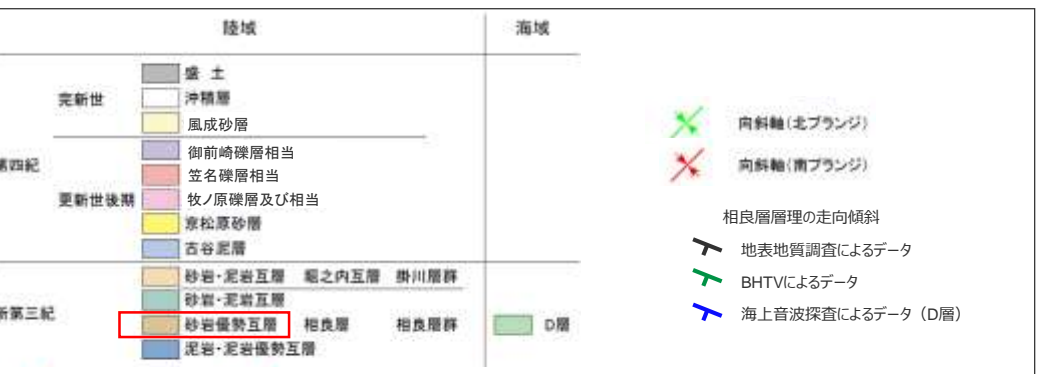 陸域 海域
盛土
完新世 沖積層
風成砂層
第四紀 御前崎礫層相当
笠名礫層相当
更新世後期 牧ノ原礫層及び相当
京松原砂層
古谷泥層
砂岩・泥岩互層 堀之内互層 掛川層群
砂岩・泥岩互層
新第三紀 砂岩優勢互層 相良層 相良層群 D層
泥岩・泥岩優勢互層
向斜軸(北プランジ)
向斜軸(南プランジ)
相良層層理の走向傾斜
地表地質調査によるデータ
BHTVによるデータ
海上音波探査によるデータ（D層）